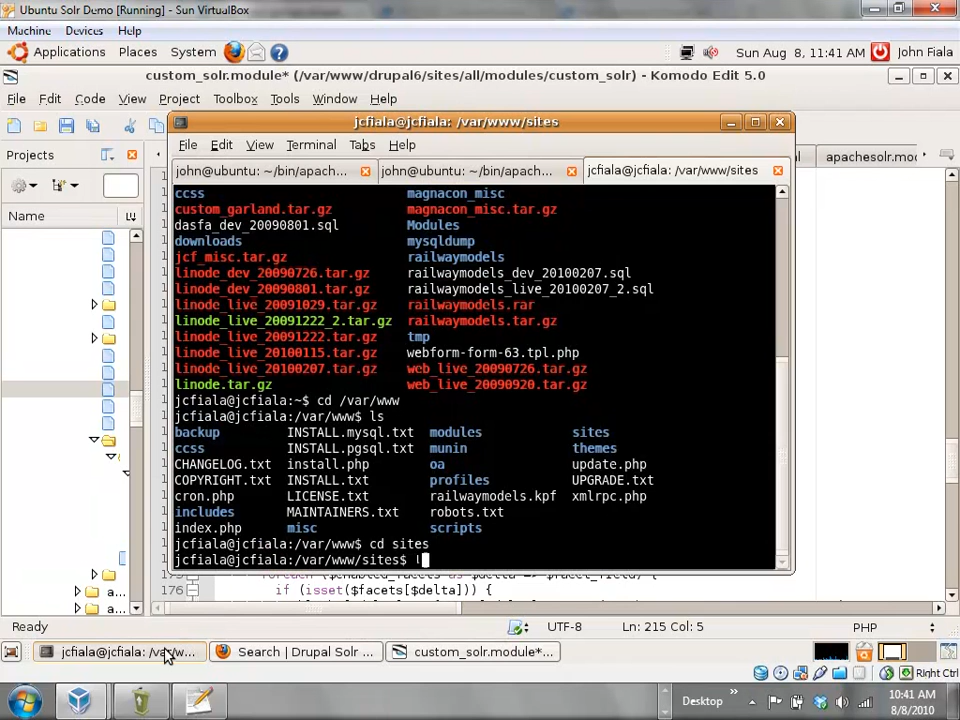 Ubuntu Solr Devices [Running] - Sun VirtualBox
Machine Devices Help
Applications Places System Sun Aug 8, 11:41 AM John Fiala
custom_solr.module* (/var/www/drupal6/sites/all/modules/custom_solr) - Komodo Edit 5.0
File Edit Code View Project Toolbox Tools Window Help
jcfiala@jcfiala: /var/www/sites
File Edit View Terminal Tabs Help
Projects
john@ubuntu: ~/bin/apach... john@ubuntu: ~/bin/apach... jcfiala@jcfiala: /var/www/sites
apachesolr.mod
Name
ccss magnacon_misc
custom_garland.tar.gz magnacon_misc.tar.gz
dasfa_dev_20090801.sql Modules
downloads mysqldump
jcf_misc.tar.gz railwaymodels
linode_dev_20090726.tar.gz railwaymodels_dev_20100207.sql
linode_dev_20090801.tar.gz railwaymodels_live_20100207_2.sql
linode_live_20091029.tar.gz railwaymodels.rar
linode_live_20091222_2.tar.gz railwaymodels.tar.gz
linode_live_20091222.tar.gz tmp
linode_live_20100115.tar.gz webform-form-63.tpl.php
linode_live_20100207.tar.gz web_live_20090726.tar.gz
linode.tar.gz web_live_20090920.tar.gz
jcfiala@jcfiala:~$ cd /var/www
jcfiala@jcfiala:/var/www$ ls
backup INSTALL.mysql.txt modules sites
ccss INSTALL.pgsql.txt munin themes
CHANGELOG.txt install.php oa update.php
COPYRIGHT.txt INSTALL.txt profiles UPGRADE.txt
cron.php LICENSE.txt railwaymodels.kpf xmlrpc.php
includes MAINTAINERS.txt robots.txt
index.php misc scripts
jcfiala@jcfiala:/var/www$ cd sites
jcfiala@jcfiala:/var/www/sites$ l
foreach ($enabled_facets as $delta => $facet_field) {
176 if (isset($facets[$delta])) {
a...
a...
Ready UTF-8 Ln: 215 Col: 5 PHP
jcfiala@jcfiala: /var/w... Search | Drupal Solr ... custom_solr.module*...
Right Ctrl
Desktop
10:41 AM
8/8/2010